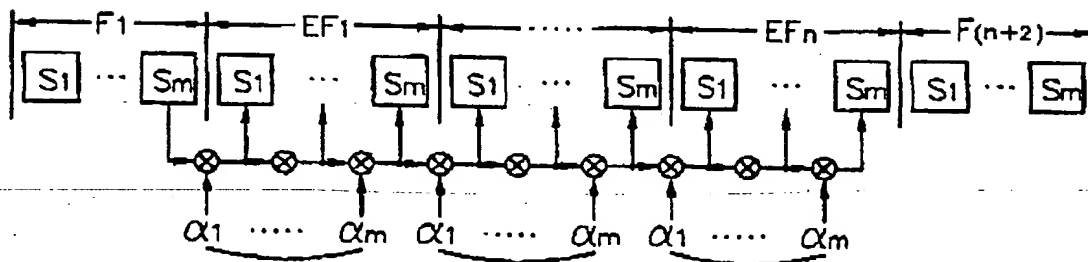 F1 EF1 ····· EFn F(n+2)
S1 ··· Sm S1 ··· Sm S1 ··· Sm S1 ··· Sm S1 ··· Sm
α1 ····· αm α1 ····· αm α1 ····· αm